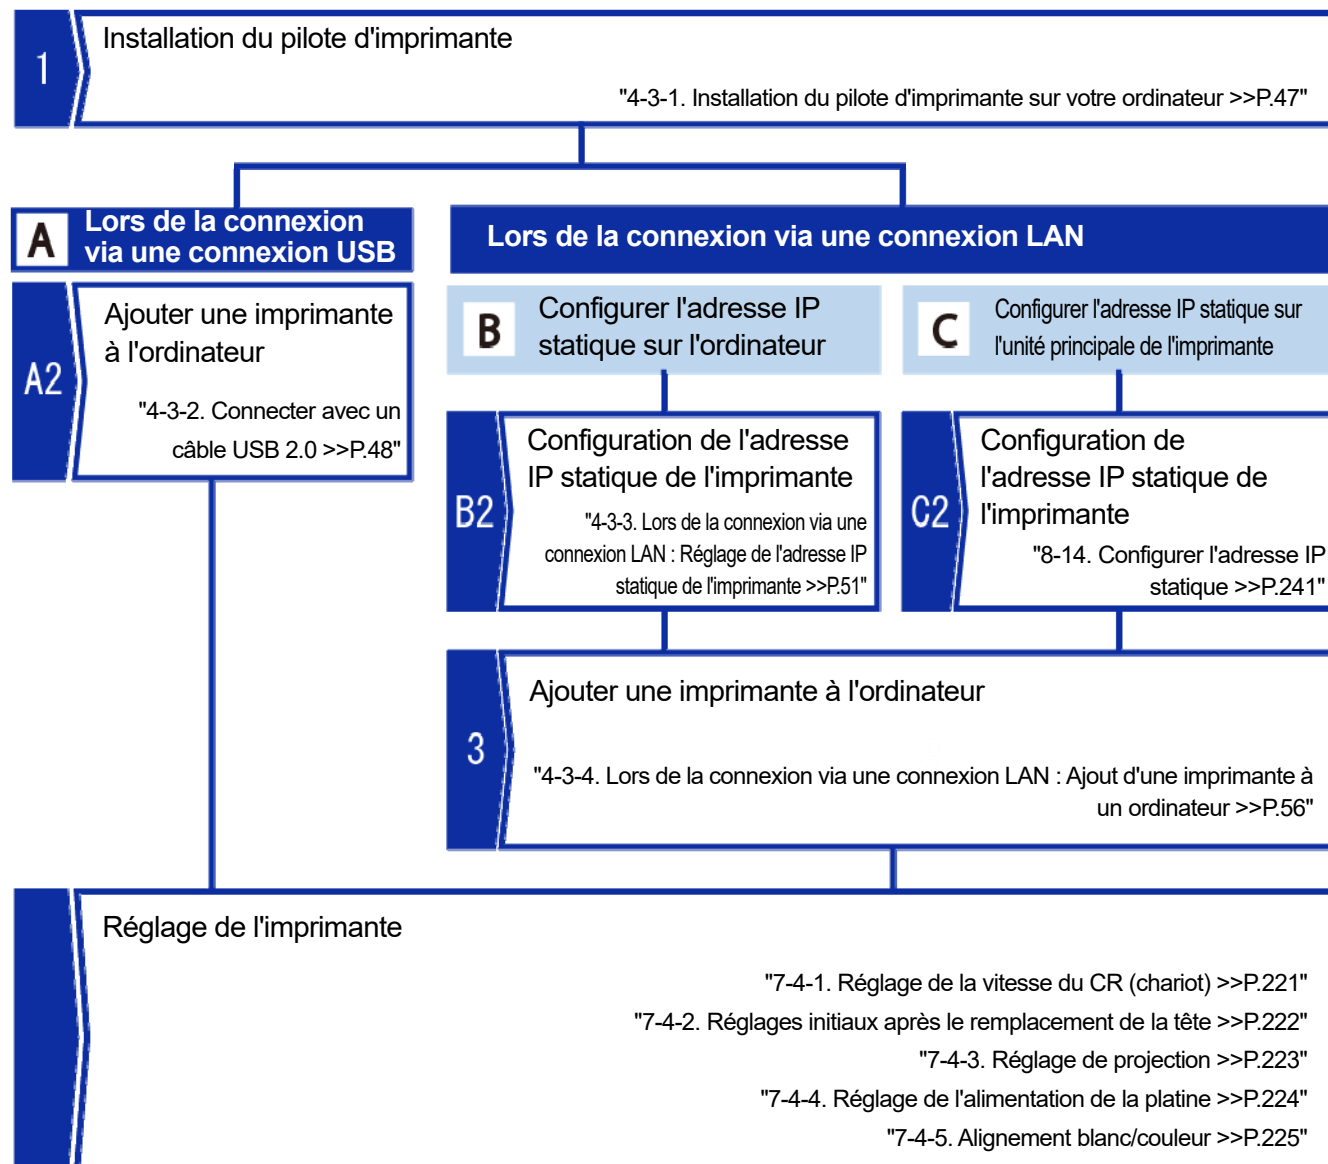 1
Installation du pilote d'imprimante
"4-3-1. Installation du pilote d'imprimante sur votre ordinateur >>P.47"
A
Lors de la connexion
via une connexion USB
A2
Ajouter une imprimante
à l'ordinateur
"4-3-2. Connecter avec un
câble USB 2.0 >>P.48"
Lors de la connexion via une connexion LAN
B
Configurer l'adresse IP
statique sur l'ordinateur
B2
Configuration de l'adresse
IP statique de l'imprimante
"4-3-3. Lors de la connexion via une
connexion LAN : Réglage de l'adresse IP
statique de l'imprimante >>P.51"
C
Configurer l'adresse IP statique sur
l'unité principale de l'imprimante
C2
Configuration de
l'adresse IP statique de
l'imprimante
"8-14. Configurer l'adresse IP
statique >>P.241"
3
Ajouter une imprimante à l'ordinateur
"4-3-4. Lors de la connexion via une connexion LAN : Ajout d'une imprimante à
un ordinateur >>P.56"
Réglage de l'imprimante
"7-4-1. Réglage de la vitesse du CR (chariot) >>P.221"
"7-4-2. Réglages initiaux après le remplacement de la tête >>P.222"
"7-4-3. Réglage de projection >>P.223"
"7-4-4. Réglage de l'alimentation de la platine >>P.224"
"7-4-5. Alignement blanc/couleur >>P.225"